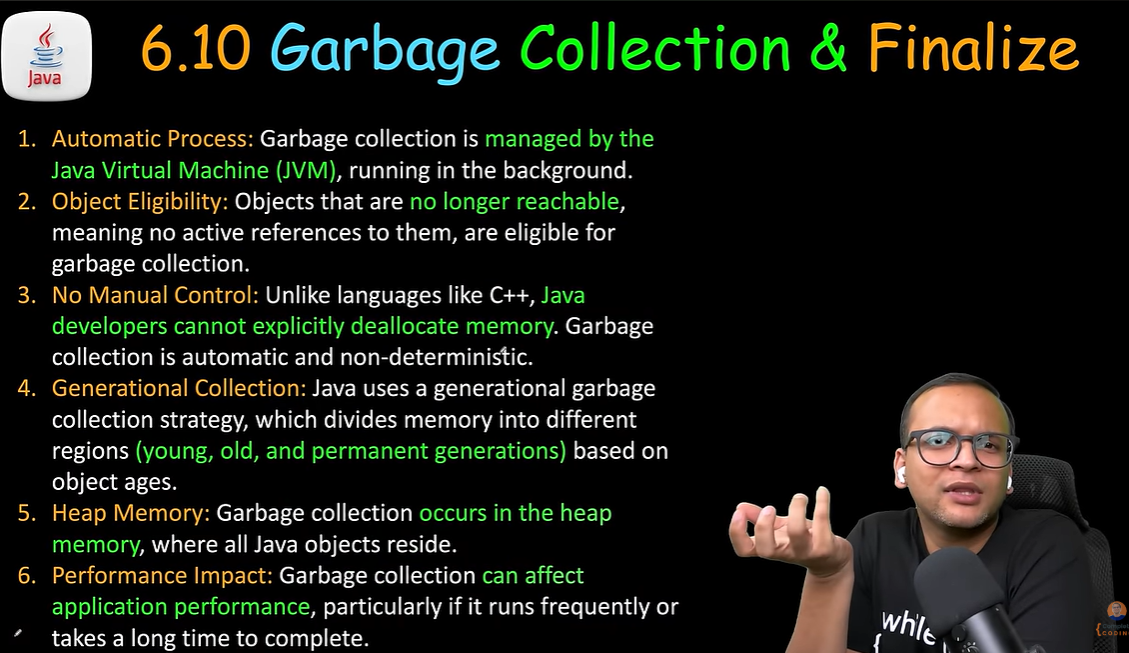 Java
6.10 Garbage Collection & Finalize
1. Automatic Process: Garbage collection is managed by the
Java Virtual Machine (JVM), running in the background.
2. Object Eligibility: Objects that are no longer reachable,
meaning no active references to them, are eligible for
garbage collection.
3. No Manual Control: Unlike languages like C++, Java
developers cannot explicitly deallocate memory. Garbage
collection is automatic and non-deterministic.
4. Generational Collection: Java uses a generational garbage
collection strategy, which divides memory into different
regions (young, old, and permanent generations) based on
object ages.
5. Heap Memory: Garbage collection occurs in the heap
memory, where all Java objects reside.
6. Performance Impact: Garbage collection can affect
application performance, particularly if it runs frequently or
takes a long time to complete.
while
{
CODIN